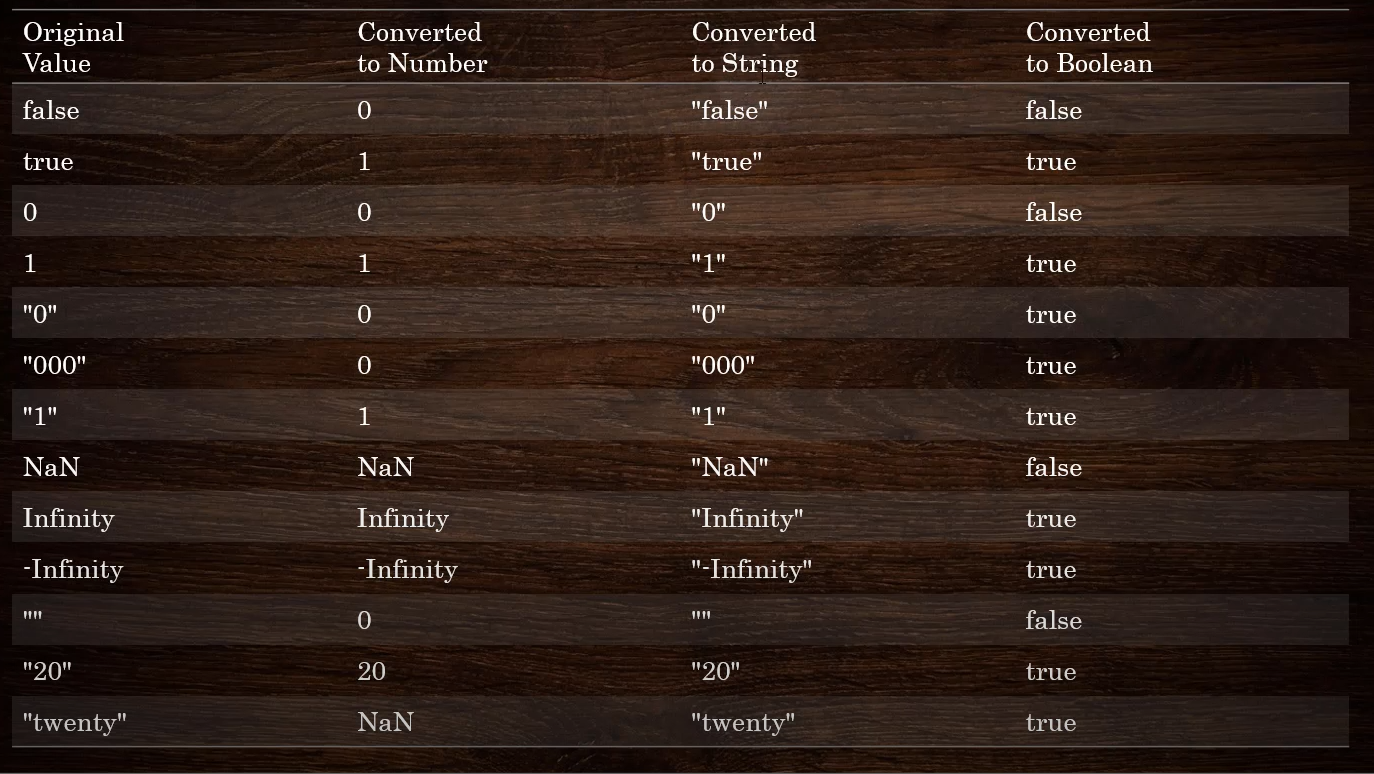 Original Value	Converted to Number	Converted to String	Converted to Boolean
false	0	"false"	false
true	1	"true"	true
0	0	"0"	false
1	1	"1"	true
"0"	0	"0"	true
"000"	0	"000"	true
"1"	1	"1"	true
NaN	NaN	"NaN"	false
Infinity	Infinity	"Infinity"	true
-Infinity	-Infinity	"-Infinity"	true
""	0	""	false
"20"	20	"20"	true
"twenty"	NaN	"twenty"	true